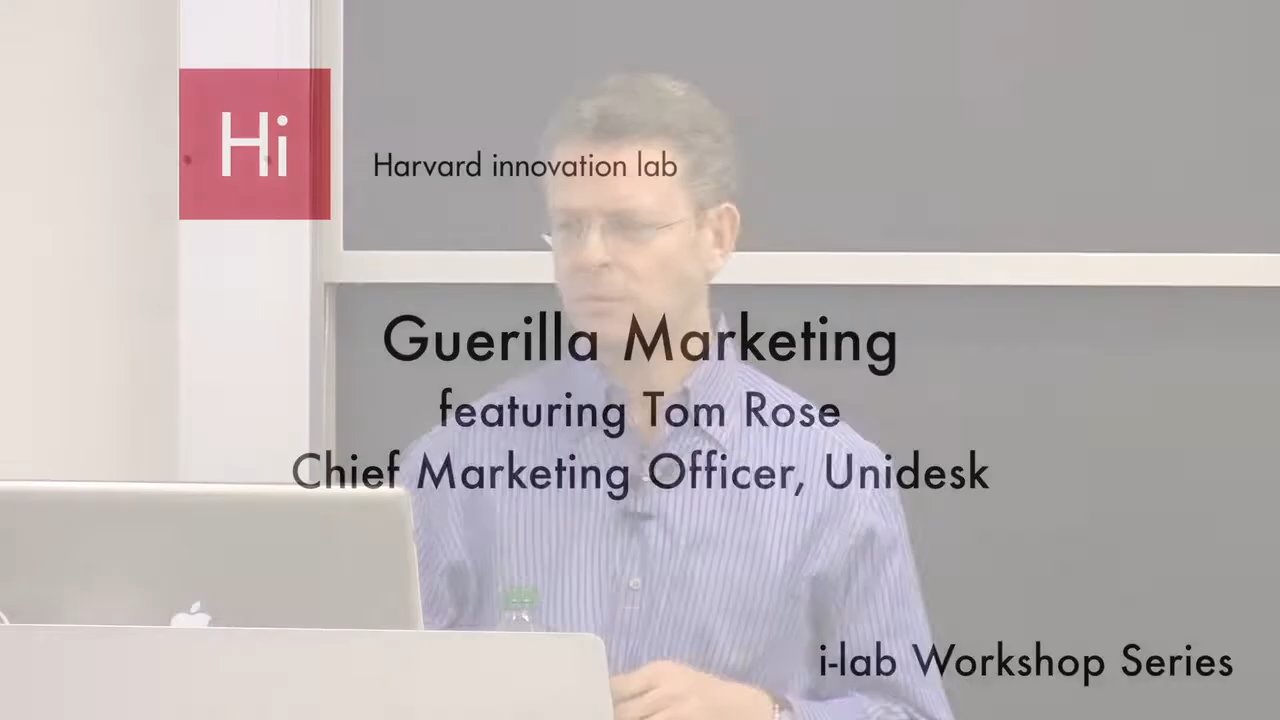 Hi
Harvard innovation lab
Guerilla Marketing
featuring Tom Rose
Chief Marketing Officer, Unidesk
i-lab Workshop Series